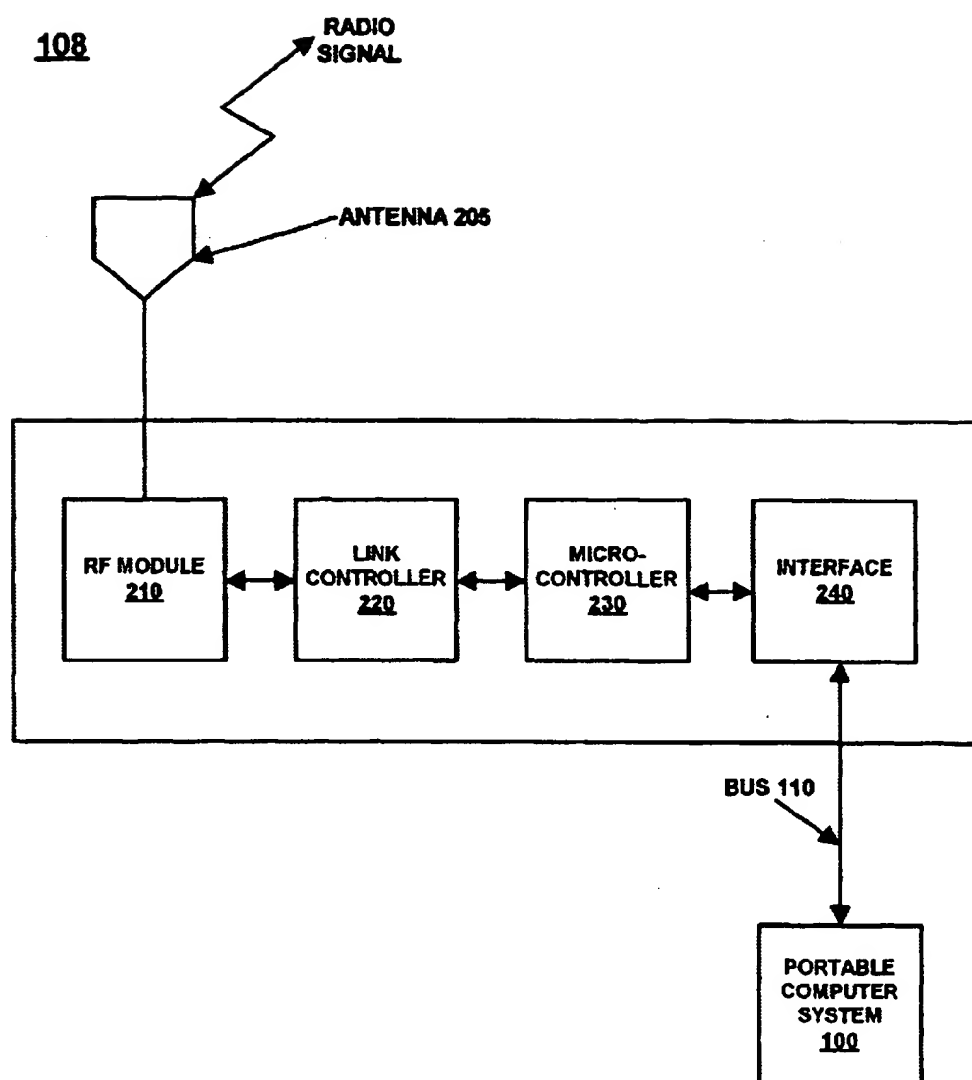 108
RADIO
SIGNAL
ANTENNA 205
RF MODULE
210
LINK
CONTROLLER
220
MICRO-
CONTROLLER
230
INTERFACE
240
BUS 110
PORTABLE
COMPUTER
SYSTEM
100